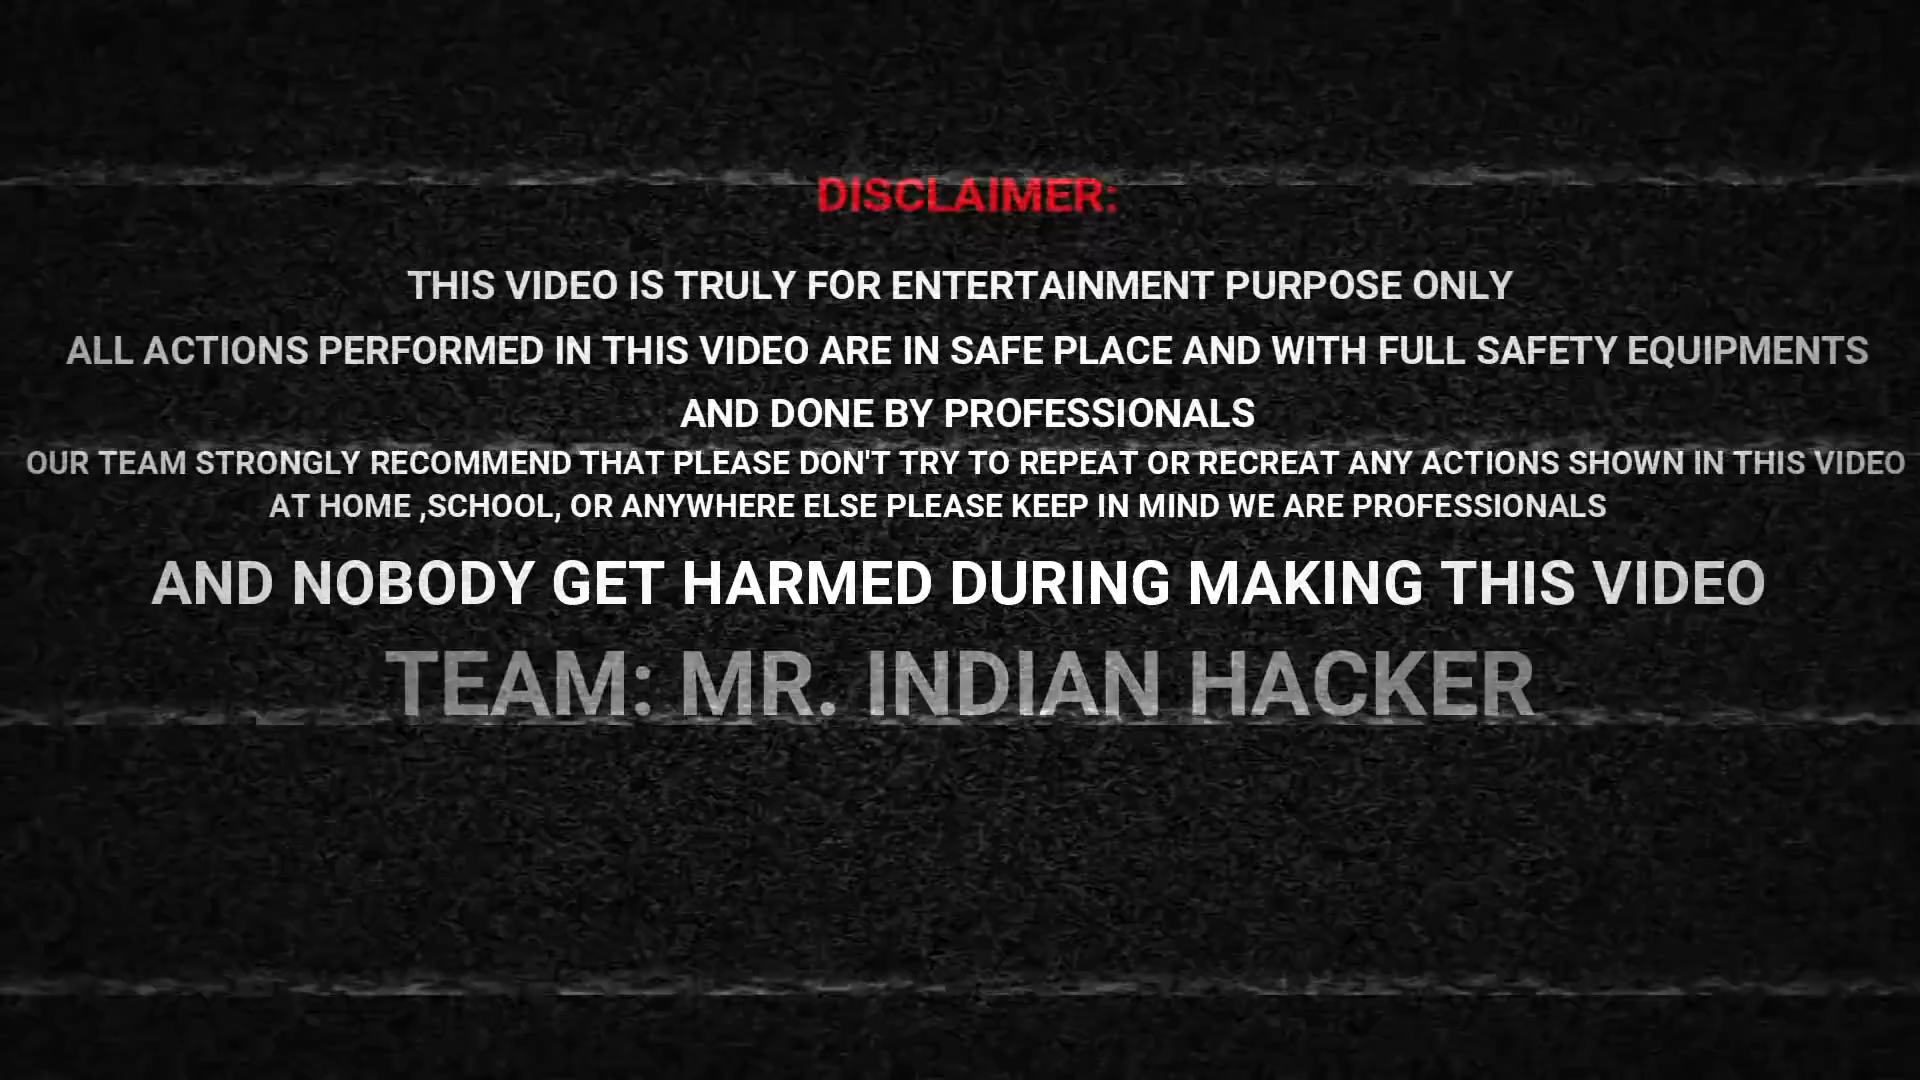 DISCLAIMER:
THIS VIDEO IS TRULY FOR ENTERTAINMENT PURPOSE ONLY
ALL ACTIONS PERFORMED IN THIS VIDEO ARE IN SAFE PLACE AND WITH FULL SAFETY EQUIPMENTS
AND DONE BY PROFESSIONALS
OUR TEAM STRONGLY RECOMMEND THAT PLEASE DON'T TRY TO REPEAT OR RECREAT ANY ACTIONS SHOWN IN THIS VIDEO
AT HOME ,SCHOOL, OR ANYWHERE ELSE PLEASE KEEP IN MIND WE ARE PROFESSIONALS
AND NOBODY GET HARMED DURING MAKING THIS VIDEO
TEAM: MR. INDIAN HACKER